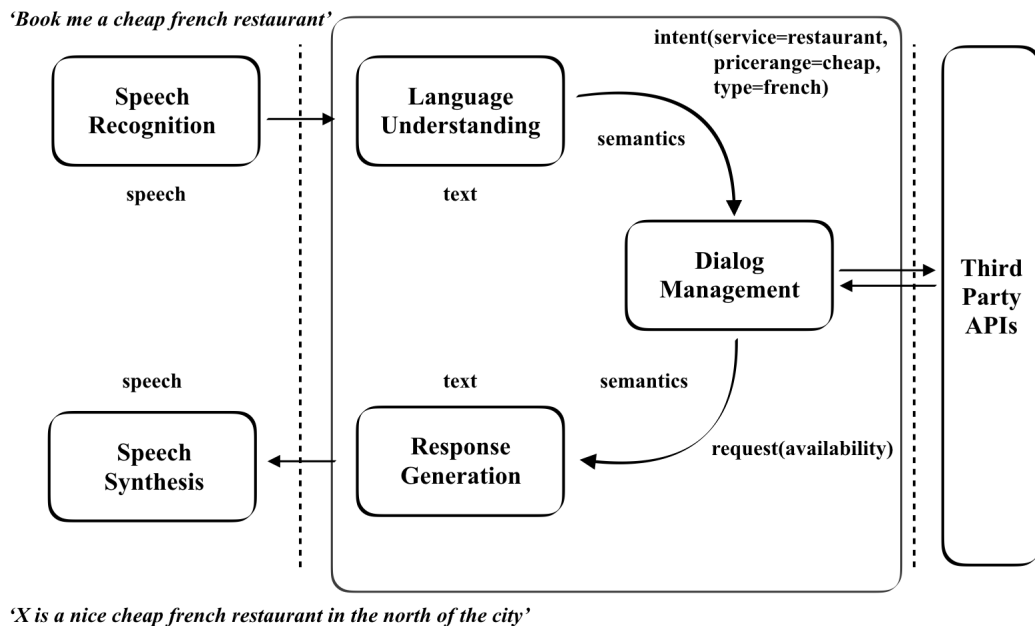 ‘Book me a cheap french restaurant’
intent(service=restaurant,
pricerange=cheap,
type=french)
Speech
Recognition
Language
Understanding
semantics
speech
text
Dialog
Management
Third
Party
APIs
speech
text
semantics
Speech
Synthesis
Response
Generation
request(availability)
‘X is a nice cheap french restaurant in the north of the city’